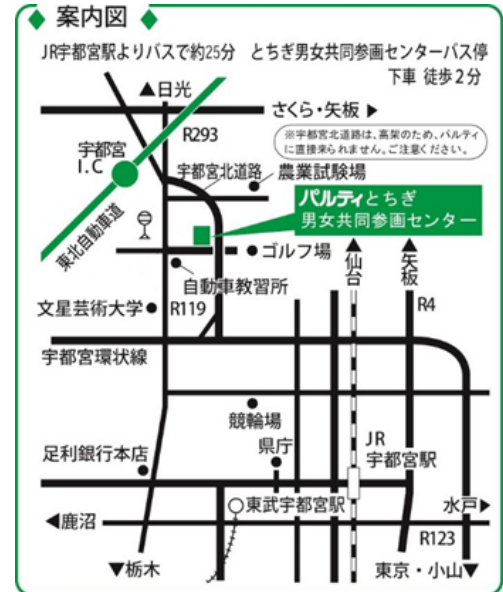 案内図
JR宇都宮駅よりバスで約25分 とちぎ男女共同参画センターバス停
下車 徒歩2分
▲日光
さくら・矢板▶
R293
※宇都宮北道路は、高架のため、パルティ
に直接来られません。ご注意ください。
宇都宮
I.C
宇都宮北道路
農業試験場
パルティとちぎ
男女共同参画センター
東北自動車道
ゴルフ場
▲仙台
▲矢板
自動車教習所
文星芸術大学
R119
R4
宇都宮環状線
競輪場
県庁
JR
宇都宮駅
足利銀行本店
東武宇都宮駅
水戸▶
◀鹿沼
R123
▼栃木
東京・小山▼